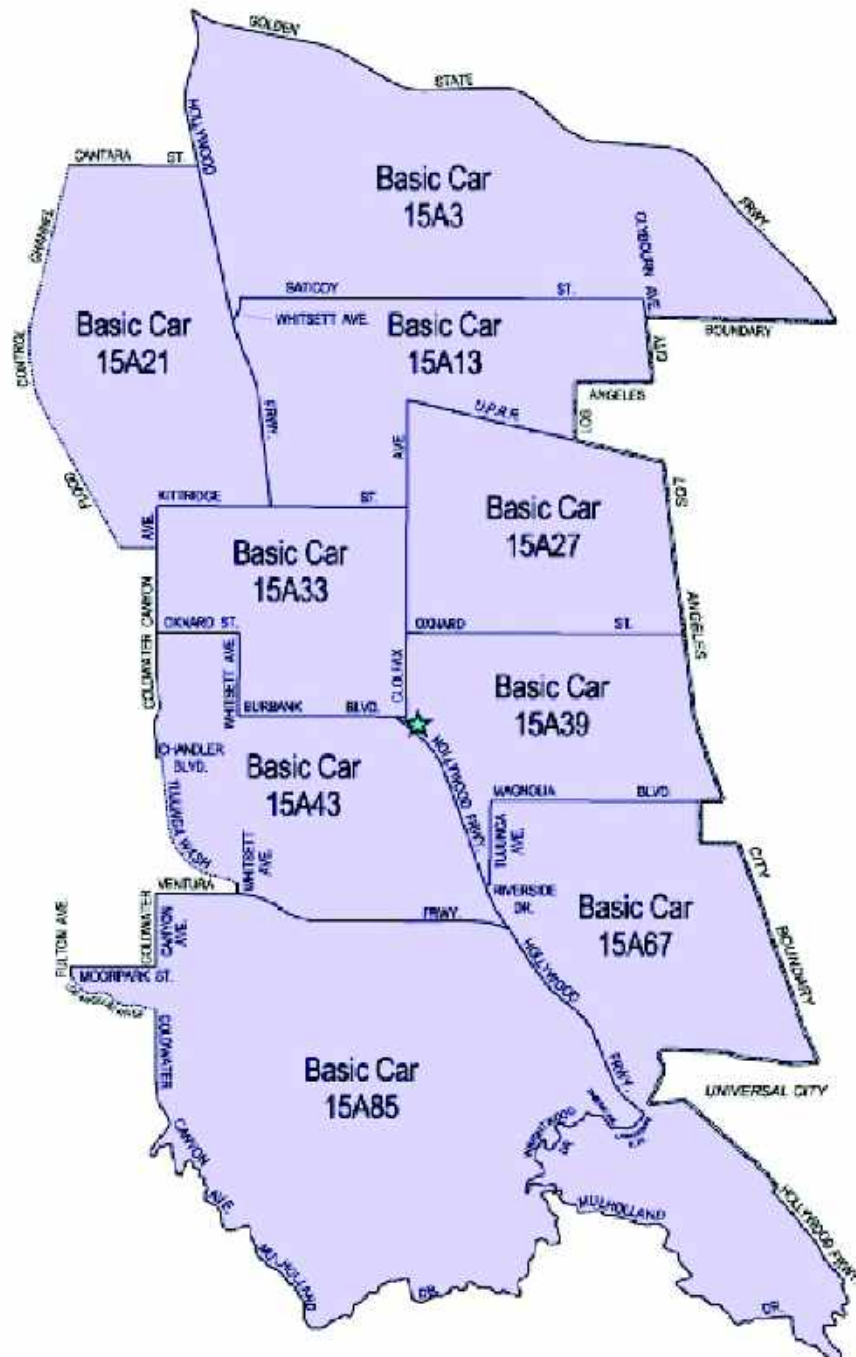 GOLDEN
STATE
FRWY
HOLLYWOOD
CANTARA ST.
Basic Car
15A3
CHANNEL
CLYBOURN AVE.
SATICOY ST.
WHITSETT AVE.
BOUNDARY
Basic Car
15A21
Basic Car
15A13
CONTROL
CITY
ANGELES
LOS
U.P.R.R.
FRWY.
AVE
FLOOD
KITTRIDGE ST.
LOS
AVE.
Basic Car
15A27
Basic Car
15A33
COLDWATER CANYON
OXNARD ST.
OXNARD ST.
ANGELES
WHITSETT AVE
CLOLFAX
BURBANK BLVD.
Basic Car
15A39
CHANDLER
BLVD.
Basic Car
15A43
HOLLYWOOD FRWY.
MAGNOLIA BLVD.
TUJUNGA WASH
TUJUNGA
AVE.
WHITSETT
AVE.
CITY
VENTURA
FRWY
RIVERSIDE
DR.
FULTON AVE.
COLDWATER
CANYON
AVE.
Basic Car
15A67
MOORPARK ST.
HOLLYWOOD
BOUNDARY
COLDWATER
Basic Car
15A85
FRWY
UNIVERSAL CITY
CANYON
AVE.
MULHOLLAND
DR.
WRIGHTWOOD
MULHOLLAND
DR.
HOLLYWOOD FRWY